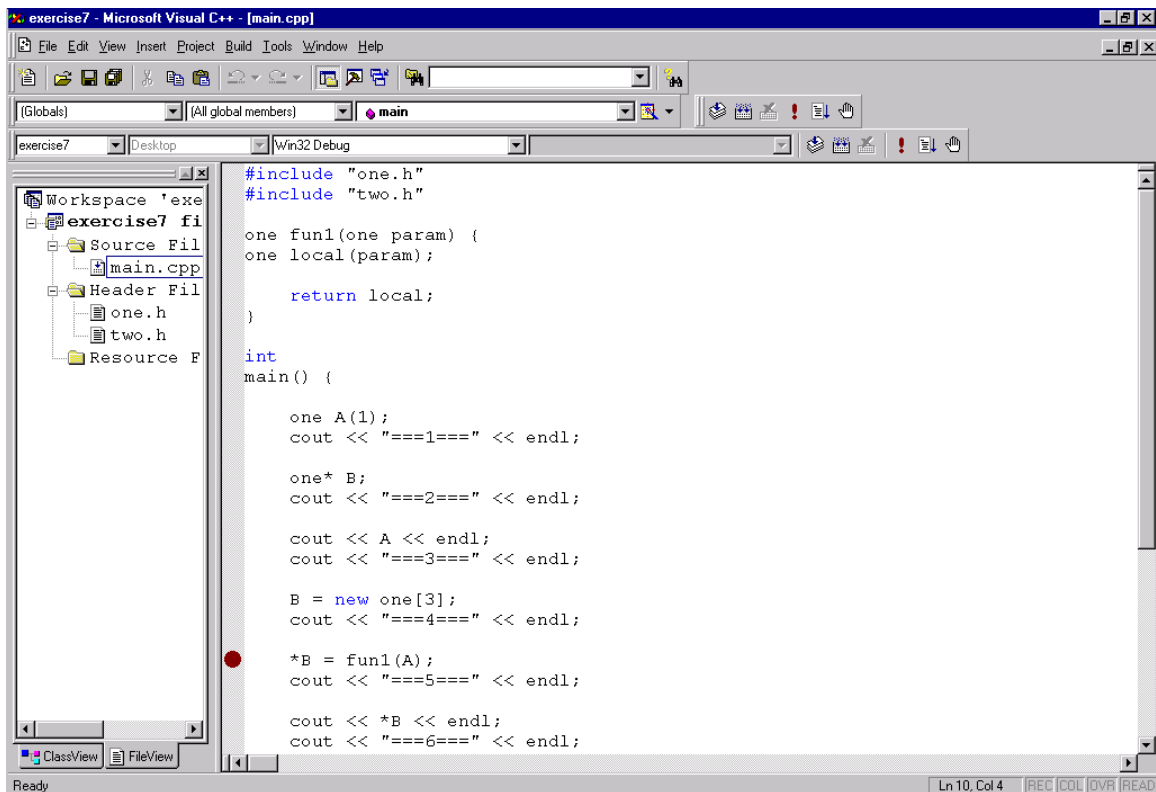 exercise7 - Microsoft Visual C++ - [main.cpp]
File Edit View Insert Project Build Tools Window Help
(Globals) (All global members) main
exercise7 Desktop Win32 Debug
Workspace 'exe
exercise7 fi
Source Fil
main.cpp
Header Fil
one.h
two.h
Resource F
ClassView FileView
#include "one.h"
#include "two.h"
one fun1(one param) {
one local(param);
return local;
}
int
main() {
one A(1);
cout << "===1===" << endl;
one* B;
cout << "===2===" << endl;
cout << A << endl;
cout << "===3===" << endl;
B = new one[3];
cout << "===4===" << endl;
*B = fun1(A);
cout << "===5===" << endl;
cout << *B << endl;
cout << "===6===" << endl;
Ready Ln 10, Col 4 REC COL OVR READ